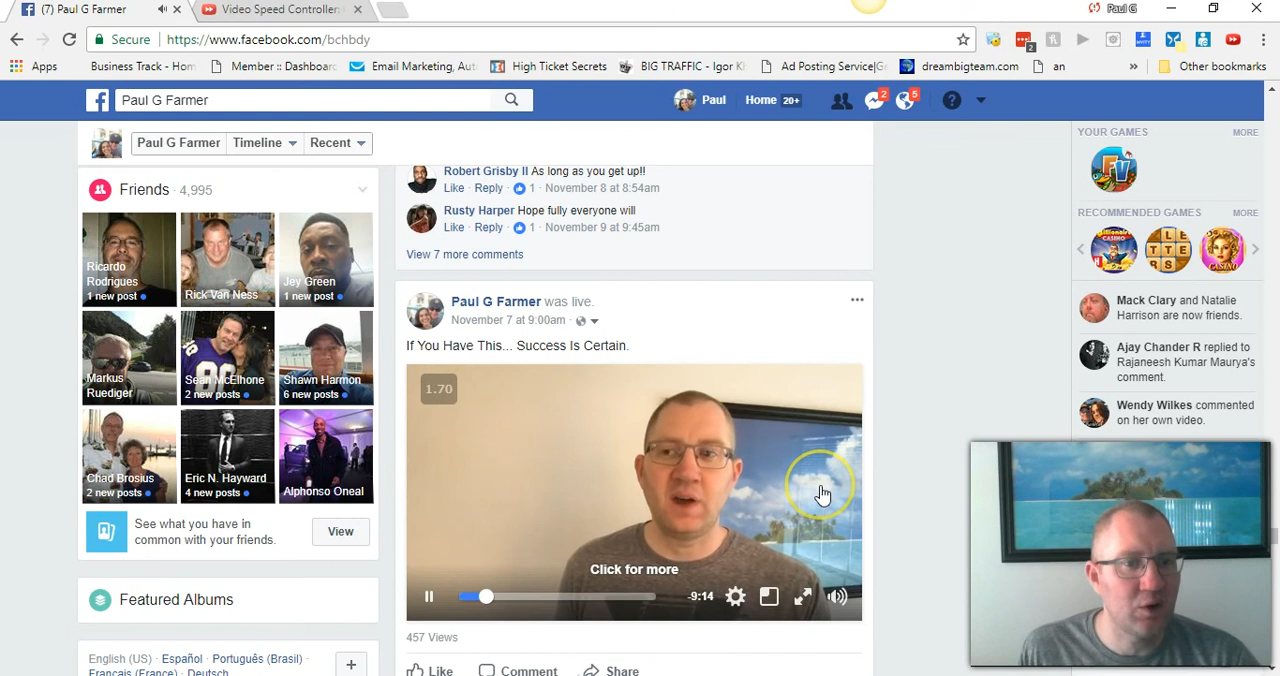 (7) Paul G Farmer
Video Speed Controller
Paul G
Secure
https://www.facebook.com/bchbdy
Apps
Business Track - Hom
Member :: Dashboar
Email Marketing, Aut
High Ticket Secrets
BIG TRAFFIC - Igor Kh
Ad Posting Service|Gr
dreambigteam.com
an
»
Other bookmarks
Paul G Farmer
Paul
Home 20+
2
5
Paul G Farmer
Timeline
Recent
YOUR GAMES
MORE
RECOMMENDED GAMES
MORE
Friends · 4,995
Ricardo
Rodrigues
1 new post
Rick Van Ness
Jey Green
1 new post
Markus
Ruediger
Sean McElhone
2 new posts
Shawn Harmon
6 new posts
Chad Brosius
2 new posts
Eric N. Hayward
4 new posts
Alphonso Oneal
See what you have in
common with your friends.
View
Featured Albums
English (US) · Español · Português (Brasil) ·
Français (France) · Deutsch
+
Robert Grisby II As long as you get up!!
Like · Reply · 1 · November 8 at 8:54am
Rusty Harper Hope fully everyone will
Like · Reply · 1 · November 9 at 9:45am
View 7 more comments
Paul G Farmer was live.
November 7 at 9:00am ·
If You Have This... Success Is Certain.
1.70
Click for more
-9:14
457 Views
Like
Comment
Share
Mack Clary and Natalie
Harrison are now friends.
Ajay Chander R replied to
Rajaneesh Kumar Maurya's
comment.
Wendy Wilkes commented
on her own video.